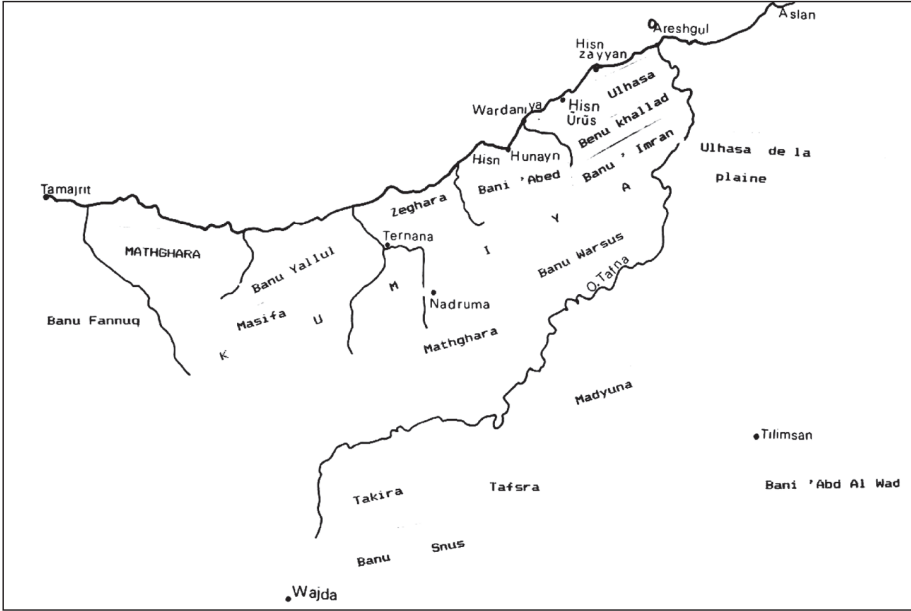 Aslan
Areshgul
Hisn
zayyan
Ulhasa
Wardaniya
Hisn
Ūrūs
Benu khallad
Hisn Hunayn
Banu ' Imran
Ulhasa de la
plaine
Bani 'Abed
Tamajrit
Zeghara
Ternana
MATHGHARA
Banu Yallul
Banu Warsus
O.Tafna
Nadruma
Banu Fannuq
Masifa
Mathghara
K U M I Y A
Madyuna
Tilimsan
Takira
Tafsra
Bani 'Abd Al Wad
Banu Snus
Wajda